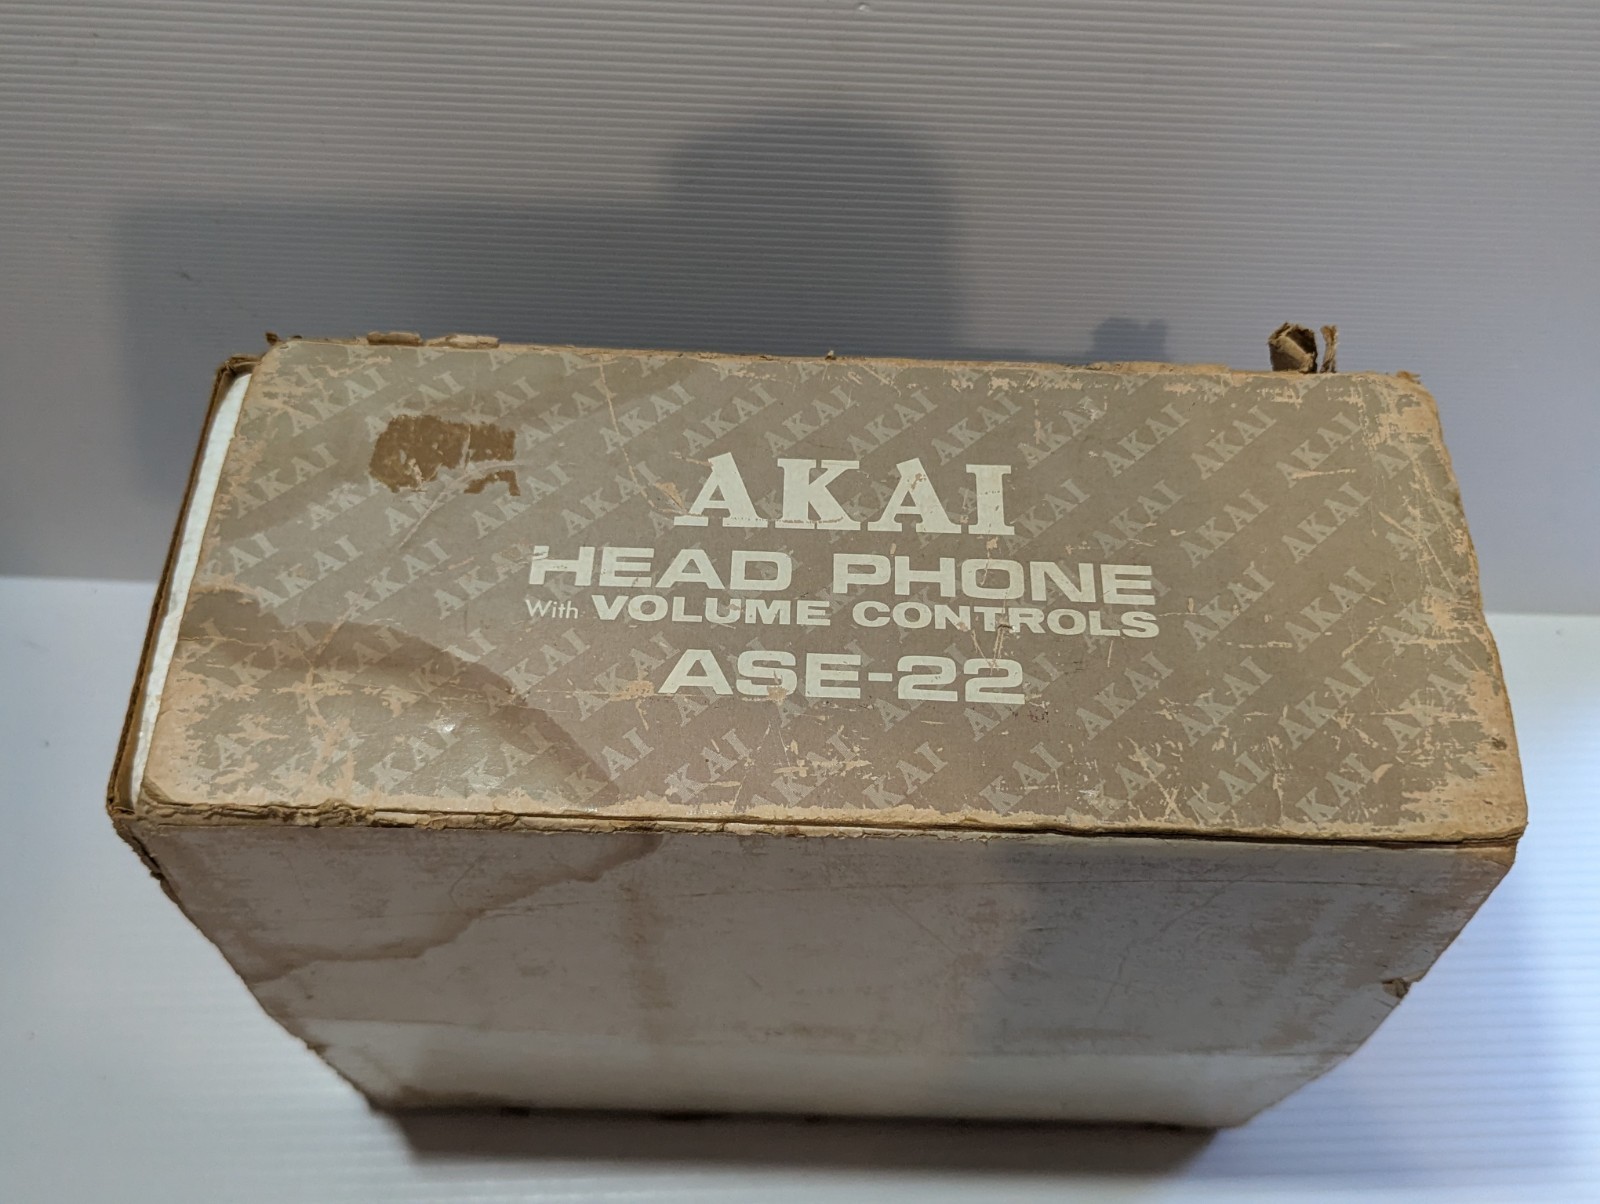 AKAI
HEAD PHONE
With VOLUME CONTROLS
ASE-22